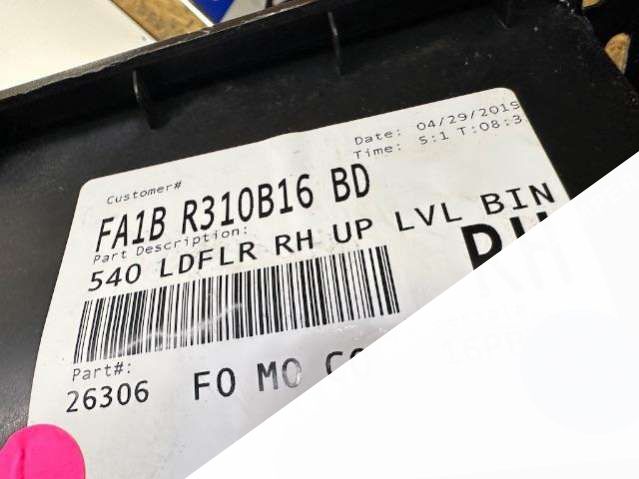 Date: 04/29/2019
Time: S:1 T:08:3
Customer#
FA1B R310B16 BD
Part Description:
540 LDFLR RH UP LVL BIN
Part#:
26306 FO MO